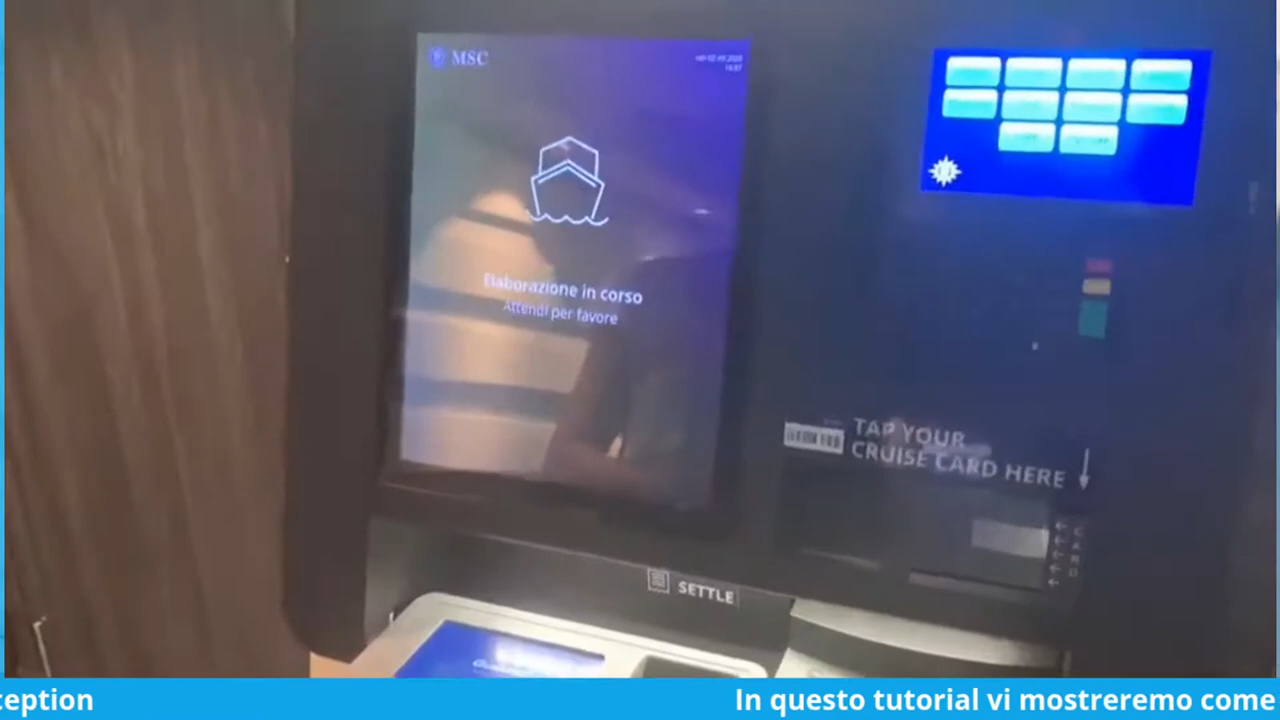 MSC
Elaborazione in corso
Attendi per favore
TAP YOUR
CRUISE CARD HERE
SETTLE
ception
In questo tutorial vi mostreremo come